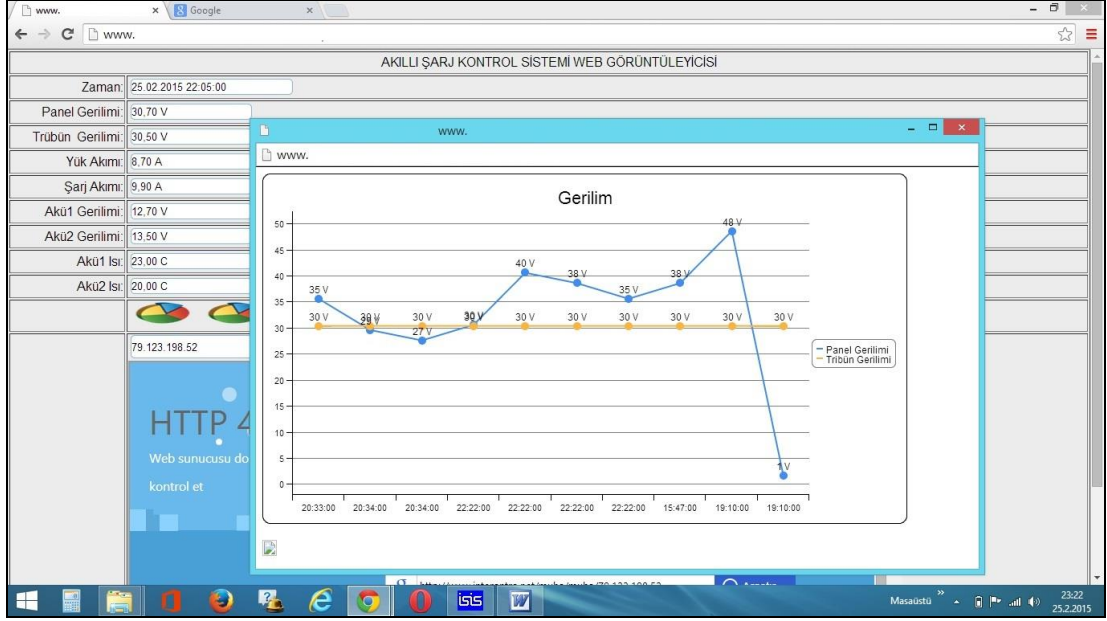 www.
Google
www.
AKILLI ŞARJ KONTROL SİSTEMİ WEB GÖRÜNTÜLEYİCİSİ
Zaman: 25.02.2015 22:05:00
Panel Gerilimi: 30,70 V
Trübün Gerilimi: 30,50 V
Yük Akımı: 8,70 A
Şarj Akımı: 9,90 A
Akü1 Gerilimi: 12,70 V
Akü2 Gerilimi: 13,50 V
Akü1 Isı: 23,00 C
Akü2 Isı: 20,00 C
79.123.198.52
HTTP 4
Web sunucusu do
kontrol et
www.
www.
Gerilim
50
45
40
35
30
25
20
15
10
5
0
35 V 29 V 27 V 30 V 40 V 38 V 35 V 38 V 48 V 1 V
30 V 30 V 30 V 30 V 30 V 30 V 30 V 30 V 30 V 30 V
20:33:00 20:34:00 20:34:00 22:22:00 22:22:00 22:22:00 22:22:00 15:47:00 19:10:00 19:10:00
Panel Gerilimi
Tribün Gerilimi
isis
W
Masaüstü
23:22
25.2.2015